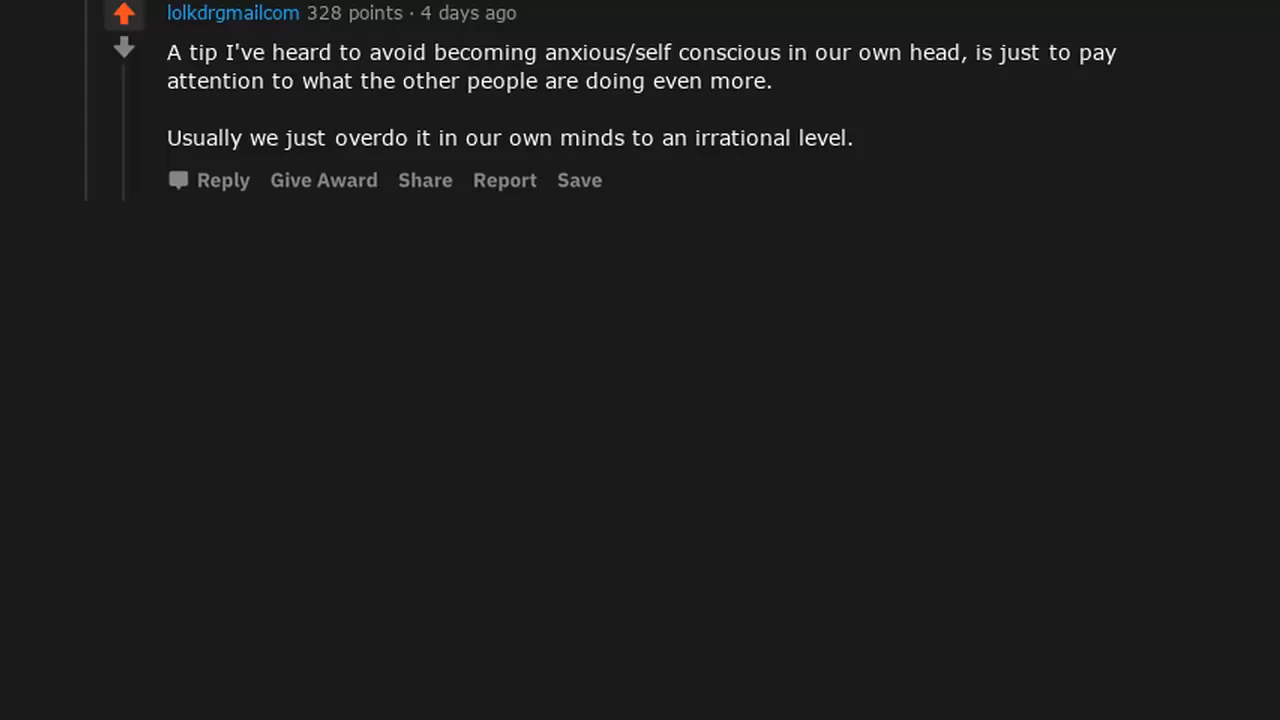 lolkdrgmailcom 328 points · 4 days ago
A tip I've heard to avoid becoming anxious/self conscious in our own head, is just to pay
attention to what the other people are doing even more.
Usually we just overdo it in our own minds to an irrational level.
Reply Give Award Share Report Save